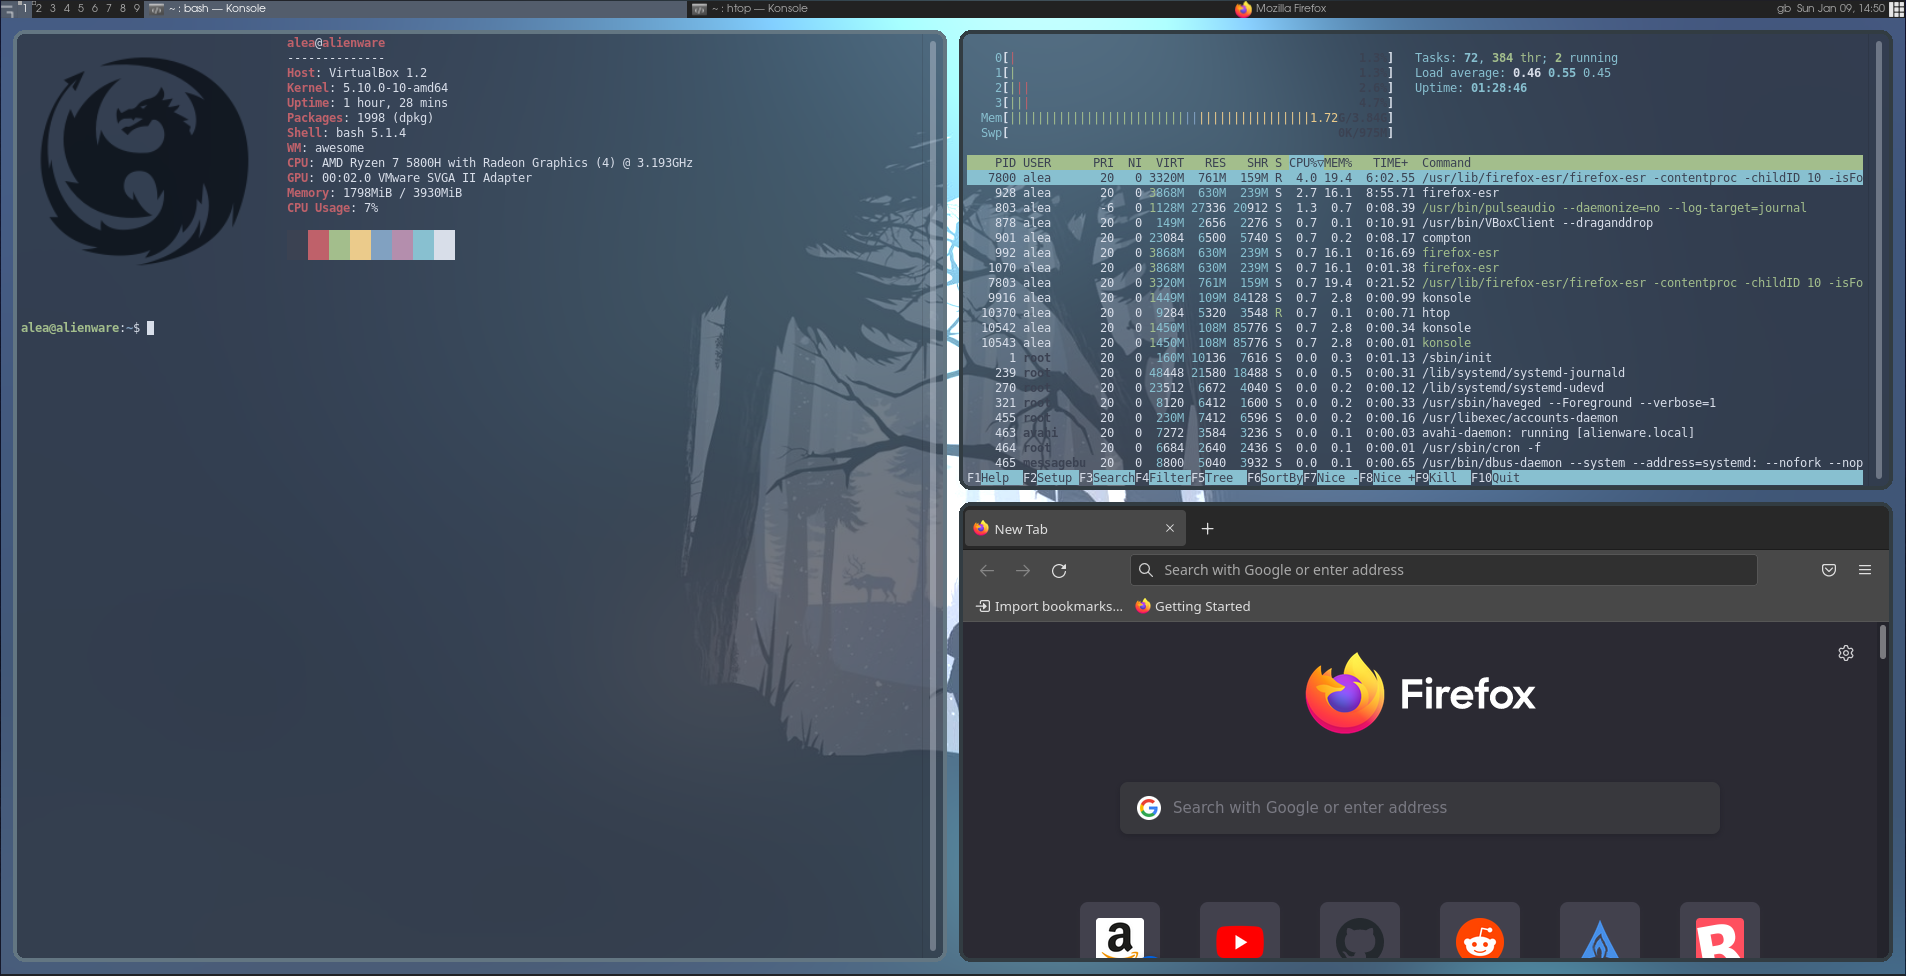 1 2 3 4 5 6 7 8 9 ~ : bash — Konsole ~ : htop — Konsole Mozilla Firefox gb Sun Jan 09, 14:50
alea@alienware
--------------
Host: VirtualBox 1.2
Kernel: 5.10.0-10-amd64
Uptime: 1 hour, 28 mins
Packages: 1998 (dpkg)
Shell: bash 5.1.4
WM: awesome
CPU: AMD Ryzen 7 5800H with Radeon Graphics (4) @ 3.193GHz
GPU: 00:02.0 VMware SVGA II Adapter
Memory: 1798MiB / 3930MiB
CPU Usage: 7%
alea@alienware:~$
0[| ] Tasks: 72, 384 thr; 2 running
1[| ] Load average: 0.46 0.55 0.45
2[||| ] Uptime: 01:28:46
3[||| ]
Mem[|||||||||||||||||||||||||||||||||||||||||||1.72 ]
Swp[ 0K/975M]
PID USER PRI NI VIRT RES SHR S CPU%▽MEM% TIME+ Command
7800 alea 20 0 3320M 761M 159M R 4.0 19.4 6:02.55 /usr/lib/firefox-esr/firefox-esr -contentproc -childID 10 -isFo
928 alea 20 0 3868M 630M 239M S 2.7 16.1 8:55.71 firefox-esr
803 alea -6 0 1128M 27336 20912 S 1.3 0.7 0:08.39 /usr/bin/pulseaudio --daemonize=no --log-target=journal
878 alea 20 0 149M 2656 2276 S 0.7 0.1 0:10.91 /usr/bin/VBoxClient --draganddrop
901 alea 20 0 23084 6500 5740 S 0.7 0.2 0:08.17 compton
992 alea 20 0 3868M 630M 239M S 0.7 16.1 0:16.69 firefox-esr
1070 alea 20 0 3868M 630M 239M S 0.7 16.1 0:01.38 firefox-esr
7803 alea 20 0 3320M 761M 159M S 0.7 19.4 0:21.52 /usr/lib/firefox-esr/firefox-esr -contentproc -childID 10 -isFo
9916 alea 20 0 1449M 109M 84128 S 0.7 2.8 0:00.99 konsole
10370 alea 20 0 9284 5320 3548 R 0.7 0.1 0:00.71 htop
10542 alea 20 0 1450M 108M 85776 S 0.7 2.8 0:00.34 konsole
10543 alea 20 0 1450M 108M 85776 S 0.7 2.8 0:00.01 konsole
1 root 20 0 160M 10136 7616 S 0.0 0.3 0:01.13 /sbin/init
239 root 20 0 48448 21580 18488 S 0.0 0.5 0:00.31 /lib/systemd/systemd-journald
270 root 20 0 23512 6672 4040 S 0.0 0.2 0:00.12 /lib/systemd/systemd-udevd
321 root 20 0 8120 6412 1600 S 0.0 0.2 0:00.33 /usr/sbin/haveged --Foreground --verbose=1
455 root 20 0 230M 7412 6596 S 0.0 0.2 0:00.16 /usr/libexec/accounts-daemon
463 avahi 20 0 7272 3584 3236 S 0.0 0.1 0:00.03 avahi-daemon: running [alienware.local]
464 root 20 0 6684 2640 2436 S 0.0 0.1 0:00.01 /usr/sbin/cron -f
465 messagebu 20 0 8800 5040 3932 S 0.0 0.1 0:00.65 /usr/bin/dbus-daemon --system --address=systemd: --nofork --nop
F1Help F2Setup F3SearchF4FilterF5Tree F6SortByF7Nice -F8Nice +F9Kill F10Quit
New Tab
Search with Google or enter address
Import bookmarks... Getting Started
Firefox
Search with Google or enter address